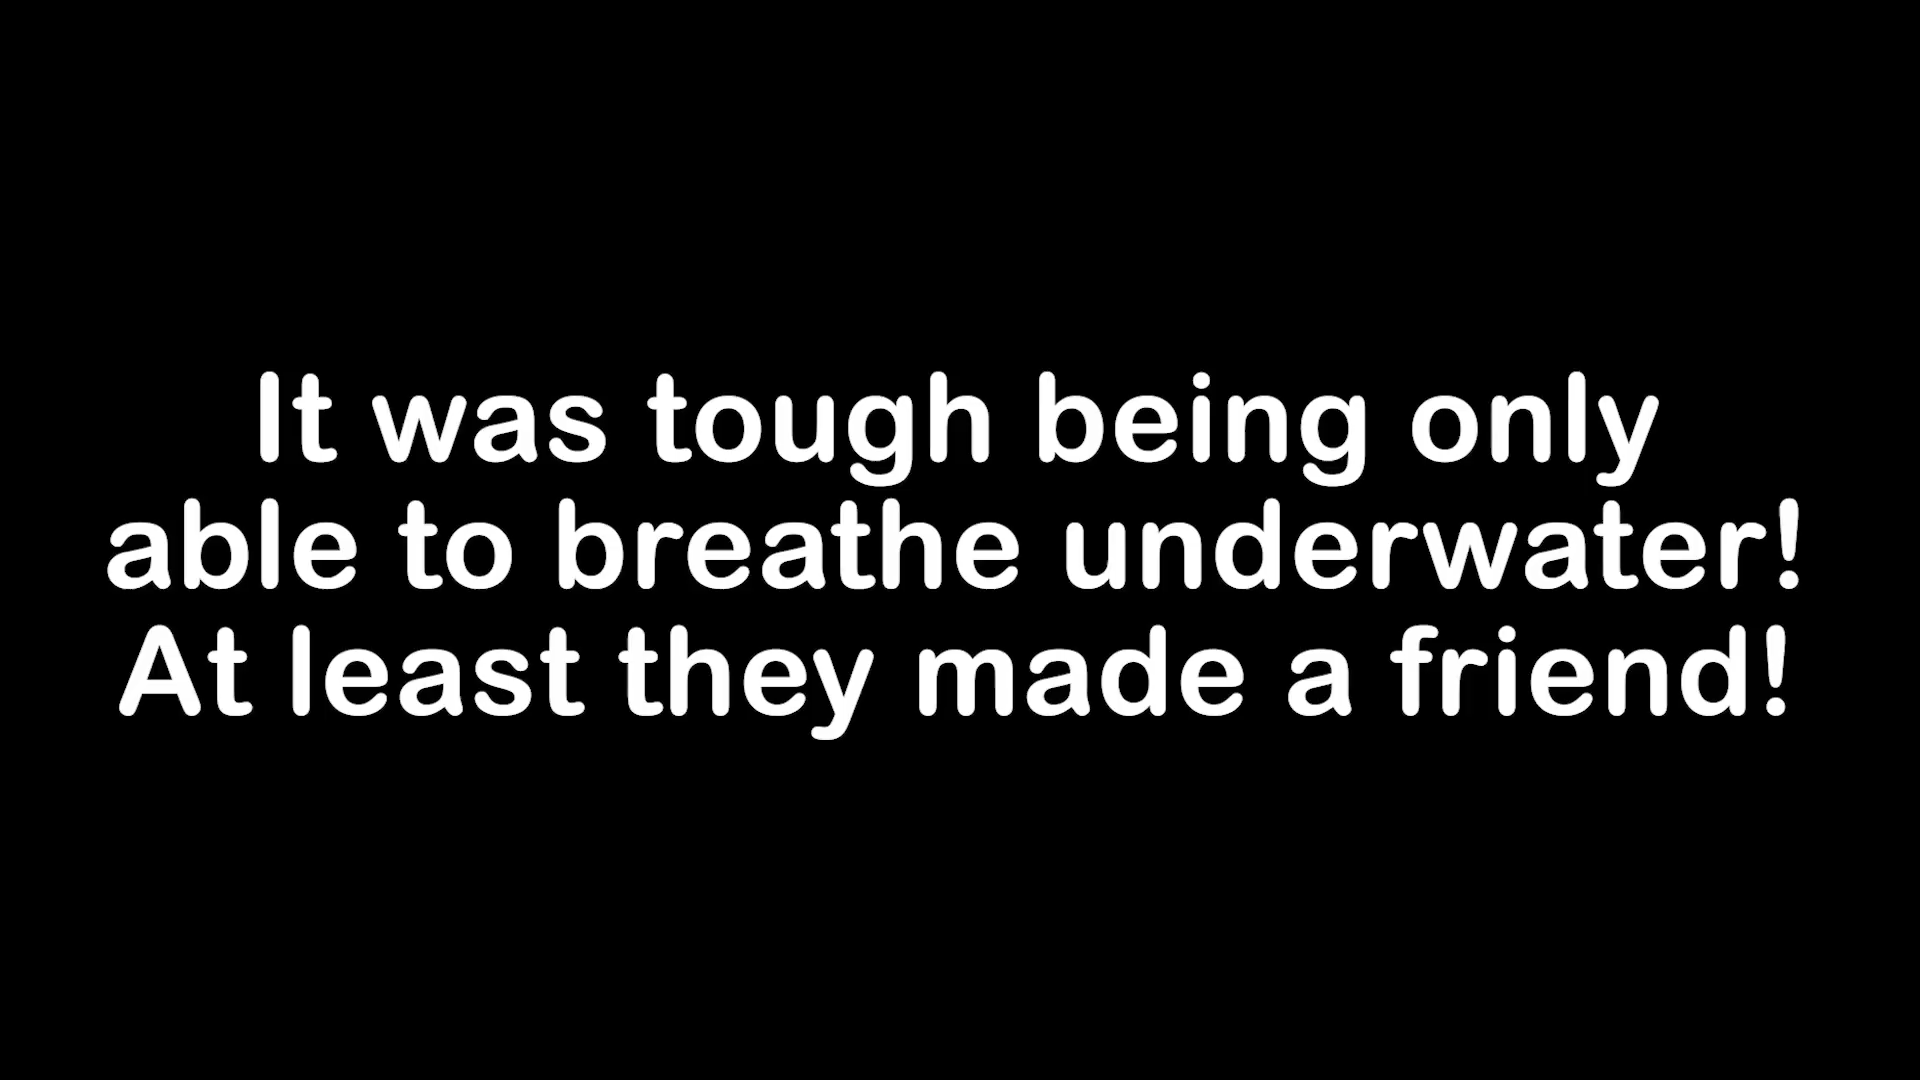 It was tough being only
able to breathe underwater!
At least they made a friend!